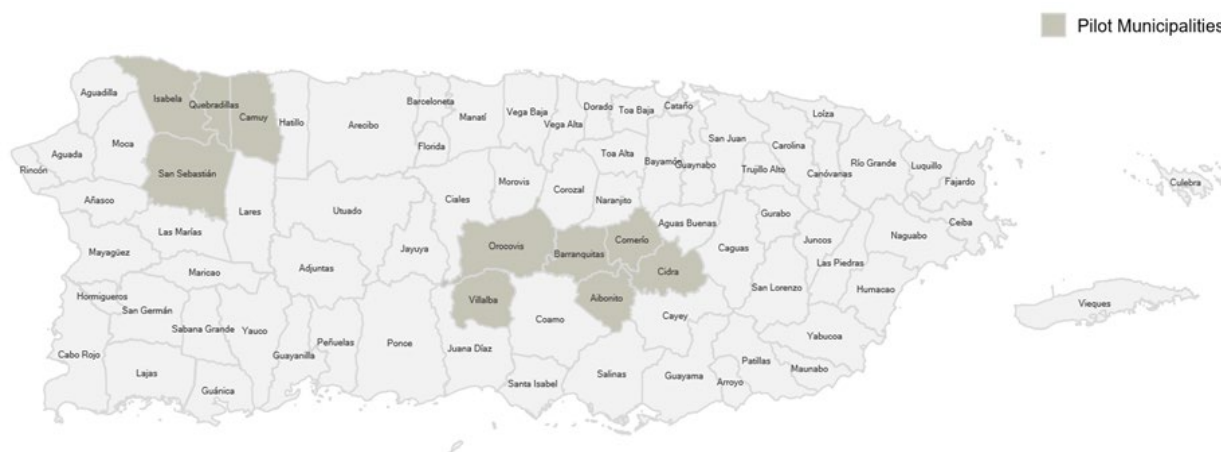 Pilot Municipalities
Aguadilla
Isabela
Quebradillas
Camuy
Hatillo
Arecibo
Barceloneta
Manatí
Vega Baja
Vega Alta
Dorado
Toa Baja
Cataño
Loíza
Moca
Florida
San Juan
Carolina
Aguada
Rincón
San Sebastián
Toa Alta
Bayamón
Guaynabo
Trujillo Alto
Canóvarias
Río Grande
Luquillo
Fajardo
Culebra
Añasco
Lares
Utuado
Ciales
Morovis
Corozal
Naranjito
Aguas Buenas
Gurabo
Ceiba
Las Marías
Mayagüez
Maricao
Adjuntas
Jayuya
Orocovis
Barranquitas
Comerío
Cidra
Caguas
Juncos
Naguabo
Las Piedras
Hormigueros
San Germán
Sabana Grande
Yauco
Villalba
Aibonito
San Lorenzo
Humacao
Vieques
Cabo Rojo
Lajas
Guánica
Guayanilla
Peñuelas
Ponce
Juana Díaz
Coamo
Cayey
Yabucoa
Santa Isabel
Salinas
Guayama
Arroyo
Patillas
Maunabo